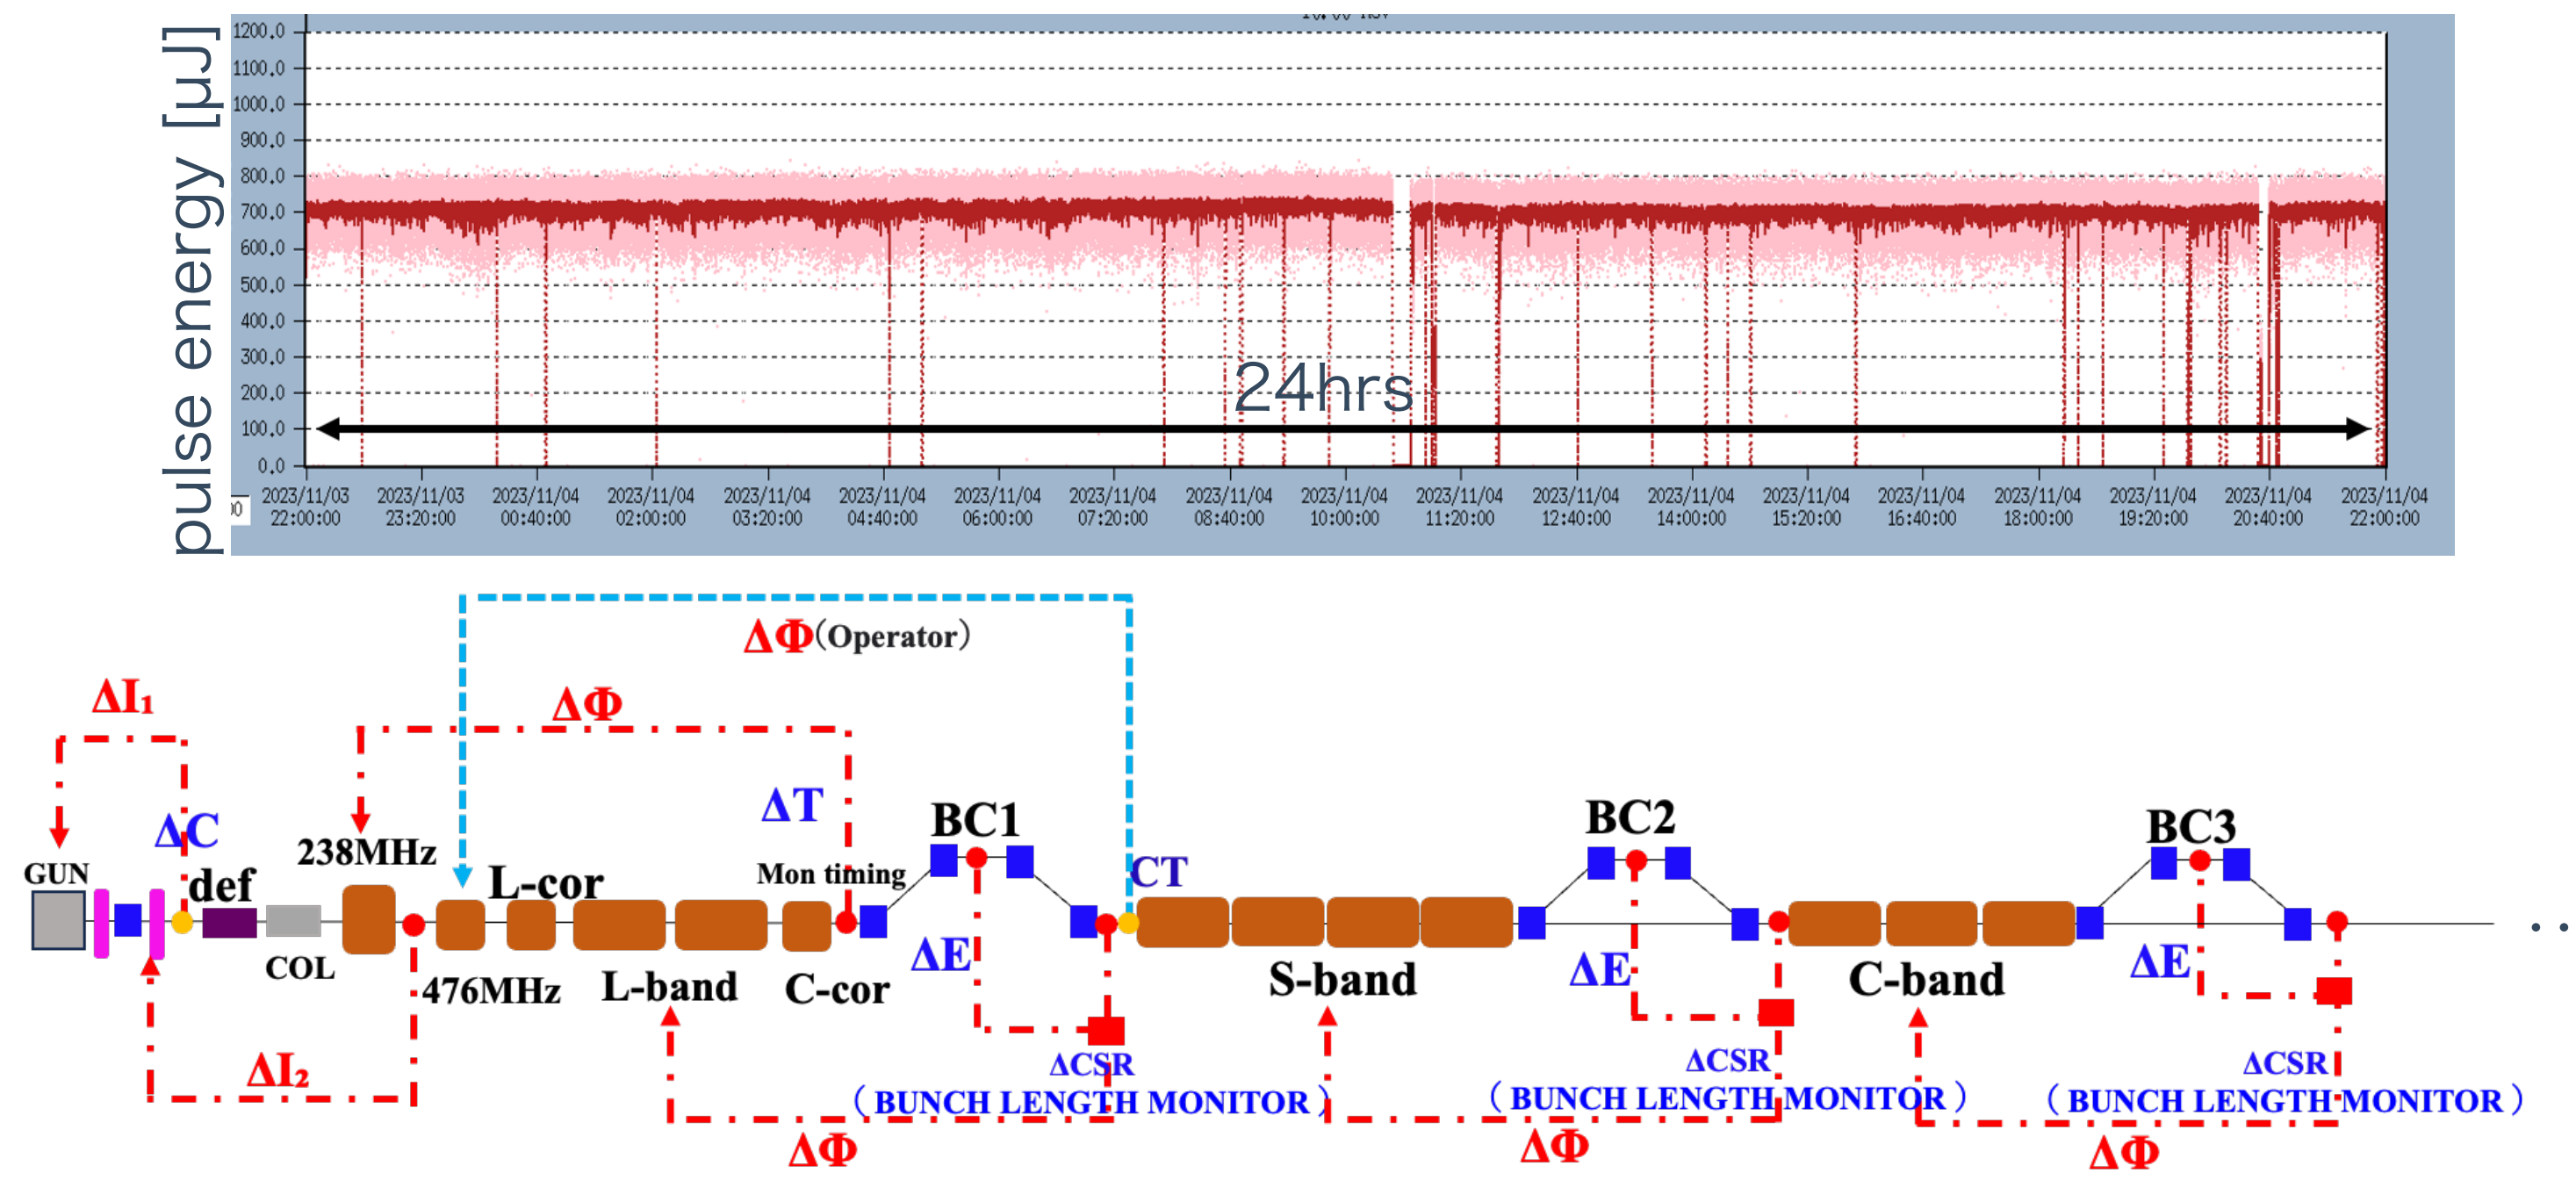 pulse energy [μJ]
1200.0
1100.0
1000.0
900.0
800.0
700.0
600.0
500.0
400.0
300.0
200.0
100.0
0.0
24hrs
2023/11/03 2023/11/03 2023/11/04 2023/11/04 2023/11/04 2023/11/04 2023/11/04 2023/11/04 2023/11/04 2023/11/04 2023/11/04 2023/11/04 2023/11/04 2023/11/04 2023/11/04 2023/11/04 2023/11/04 2023/11/04 2023/11/04
00 22:00:00 23:20:00 00:40:00 02:00:00 03:20:00 04:40:00 06:00:00 07:20:00 08:40:00 10:00:00 11:20:00 12:40:00 14:00:00 15:20:00 16:40:00 18:00:00 19:20:00 20:40:00 22:00:00
ΔΦ(Operator)
ΔI₁
ΔΦ
ΔC
ΔT
BC1
BC2
BC3
GUN
def
238MHz
L-cor
Mon timing
CT
COL
476MHz
L-band
C-cor
ΔE
S-band
ΔE
C-band
ΔE
ΔI₂
ΔCSR
(BUNCH LENGTH MONITOR)
ΔΦ
ΔCSR
(BUNCH LENGTH MONITOR)
ΔΦ
ΔCSR
(BUNCH LENGTH MONITOR)
ΔΦ